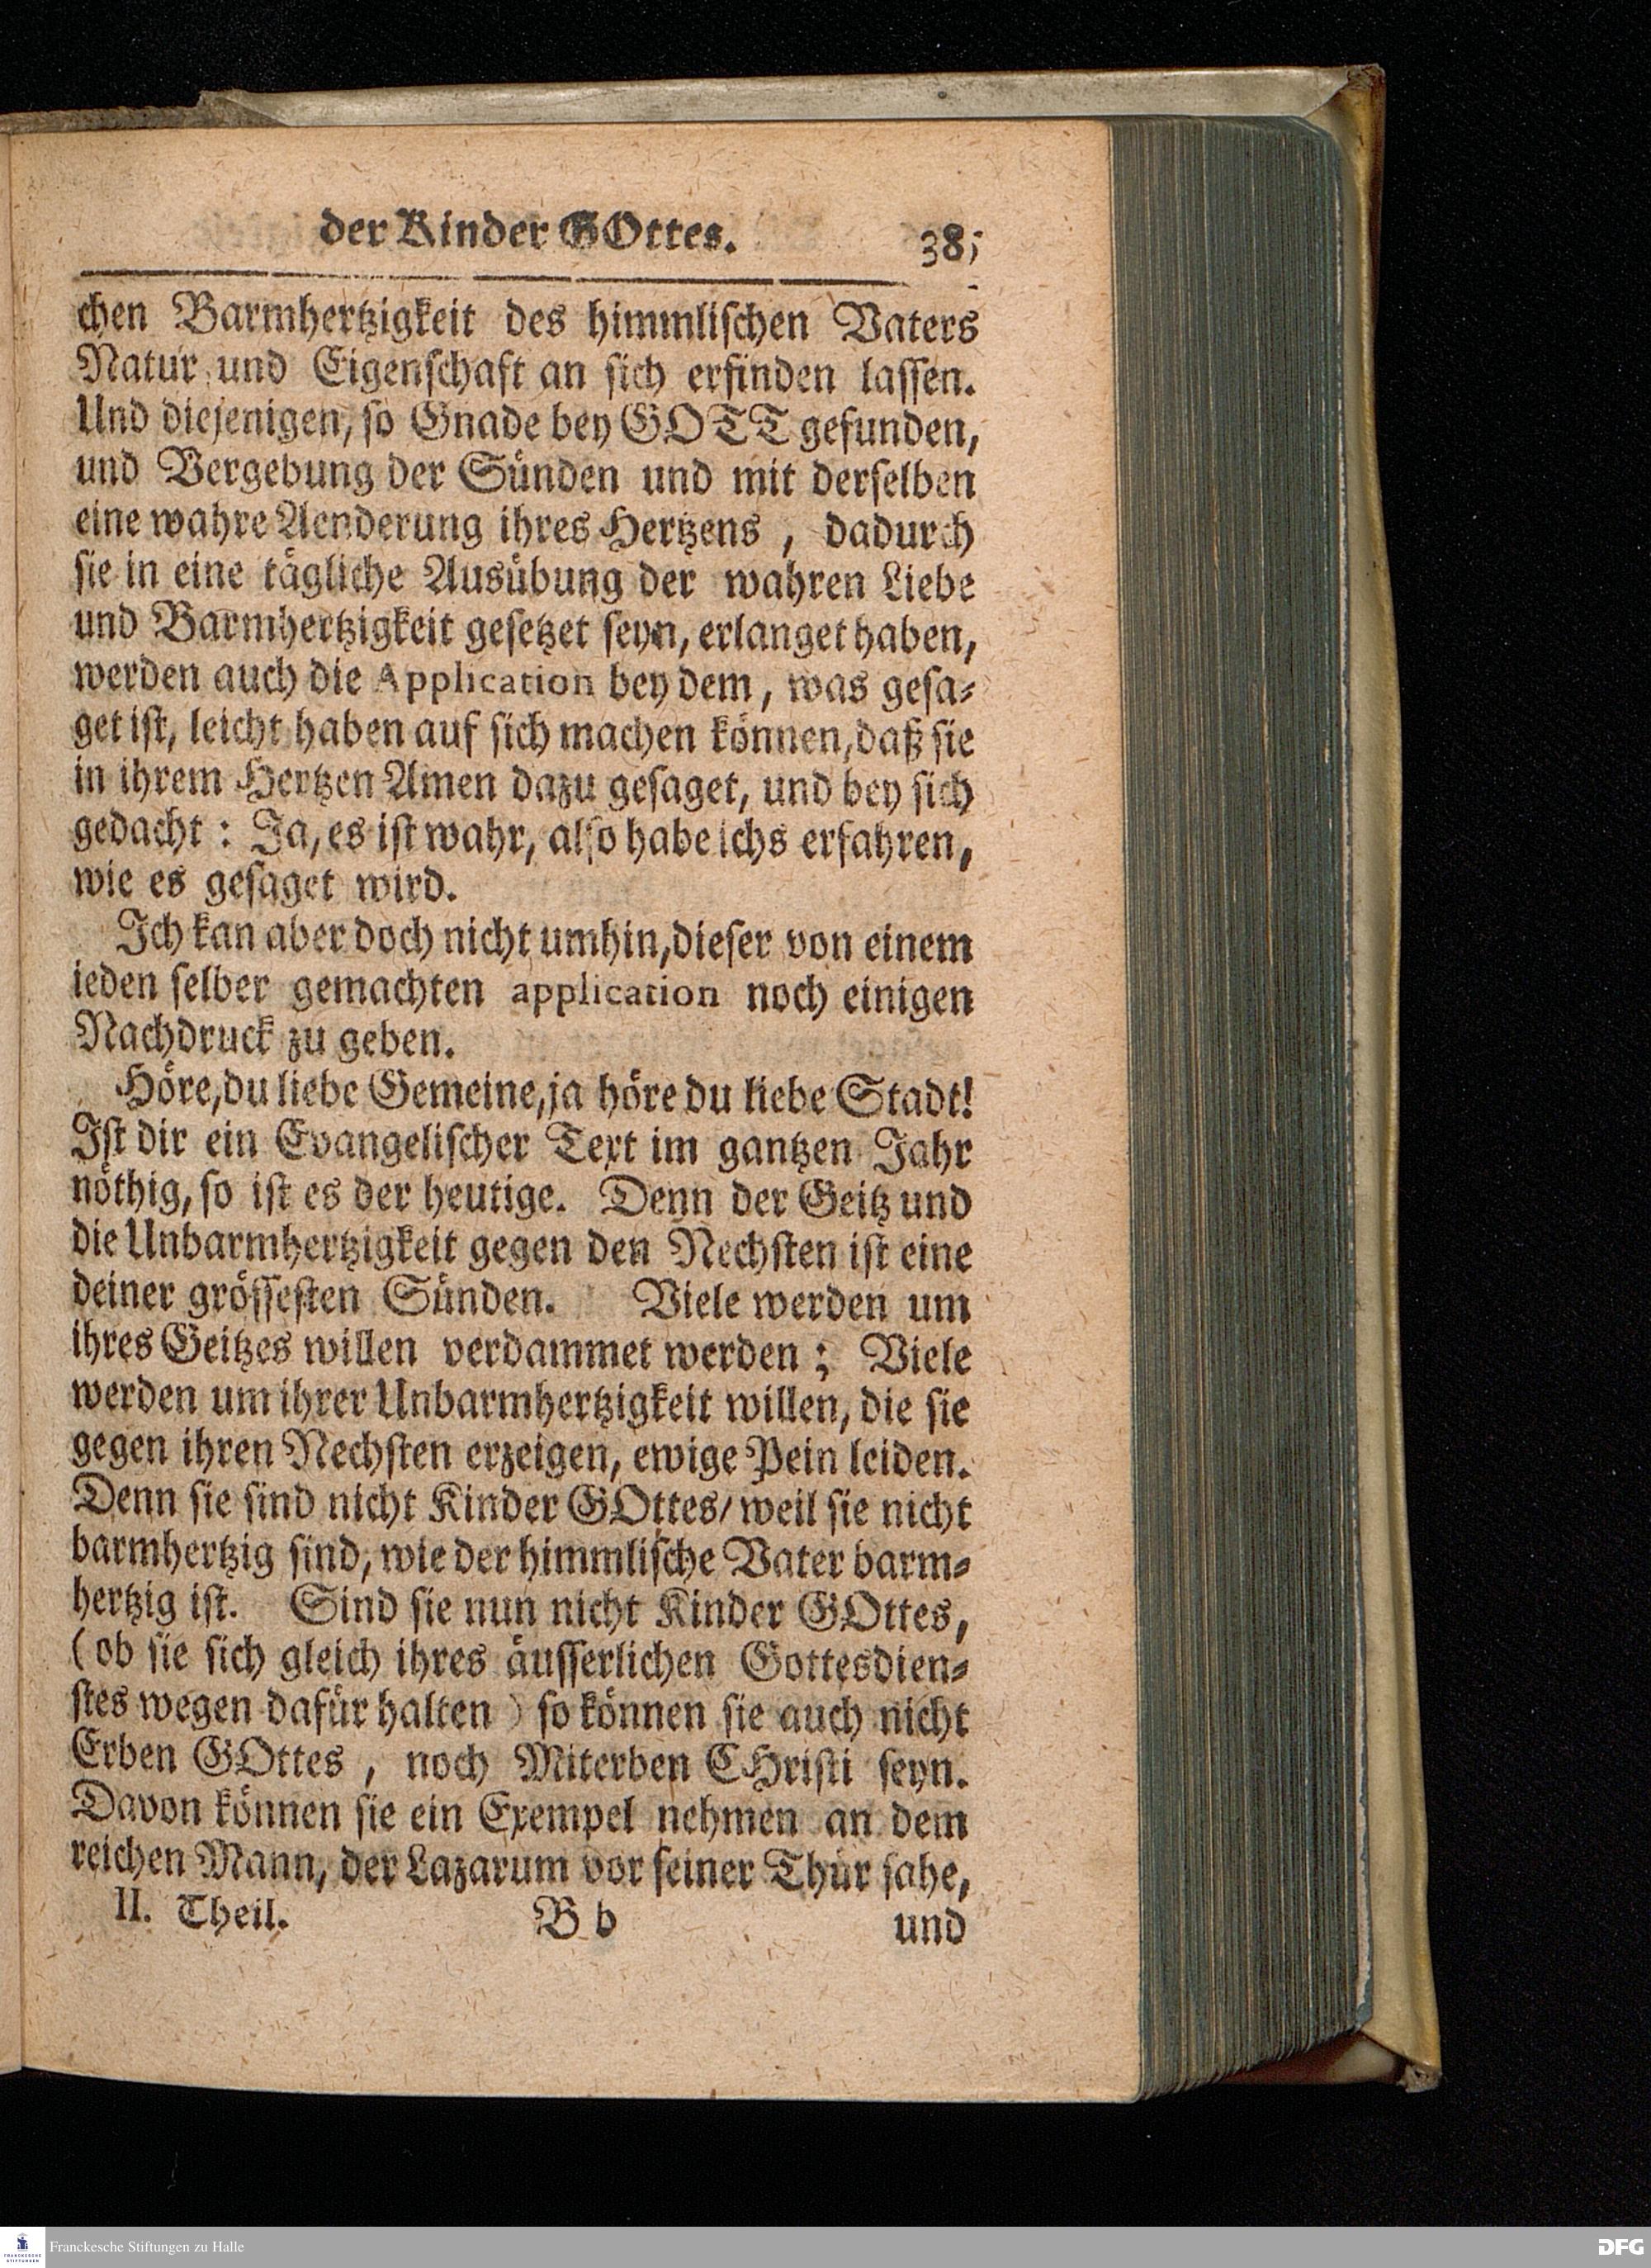 der Kinder GOttes. 385
chen Barmhertzigkeit des himmlischen Vaters
Natur und Eigenschaft an sich erfinden lassen.
Und diejenigen, so Gnade bey GOTT gefunden,
und Vergebung der Sünden und mit derselben
eine wahre Aenderung ihres Hertzens , dadurch
sie in eine tägliche Ausübung der wahren Liebe
und Barmhertzigkeit gesetzet seyn, erlanget haben,
werden auch die Application bey dem, was gesa-
get ist, leicht haben auf sich machen können, daß sie
in ihrem Hertzen Amen dazu gesaget, und bey sich
gedacht : Ja, es ist wahr, also habe ichs erfahren,
wie es gesaget wird.
Ich kan aber doch nicht umhin, dieser von einem
ieden selber gemachten application noch einigen
Nachdruck zu geben.
Höre, du liebe Gemeine, ja höre du liebe Stadt!
Ist dir ein Evangelischer Text im gantzen Jahr
nöthig, so ist es der heutige. Denn der Geitz und
die Unbarmhertzigkeit gegen den Nechsten ist eine
deiner grössesten Sünden. Viele werden um
ihres Geitzes willen verdammet werden ; Viele
werden um ihrer Unbarmhertzigkeit willen, die sie
gegen ihren Nechsten erzeigen, ewige Pein leiden.
Denn sie sind nicht Kinder GOttes/ weil sie nicht
barmhertzig sind, wie der himmlische Vater barm-
hertzig ist. Sind sie nun nicht Kinder GOttes,
( ob sie sich gleich ihres äusserlichen Gottesdien-
stes wegen dafür halten ) so können sie auch nicht
Erben GOttes , noch Miterben CHristi seyn.
Davon können sie ein Exempel nehmen an dem
reichen Mann, der Lazarum vor seiner Thür sahe,
II. Theil. B b und
Franckesche Stiftungen zu Halle
DFG